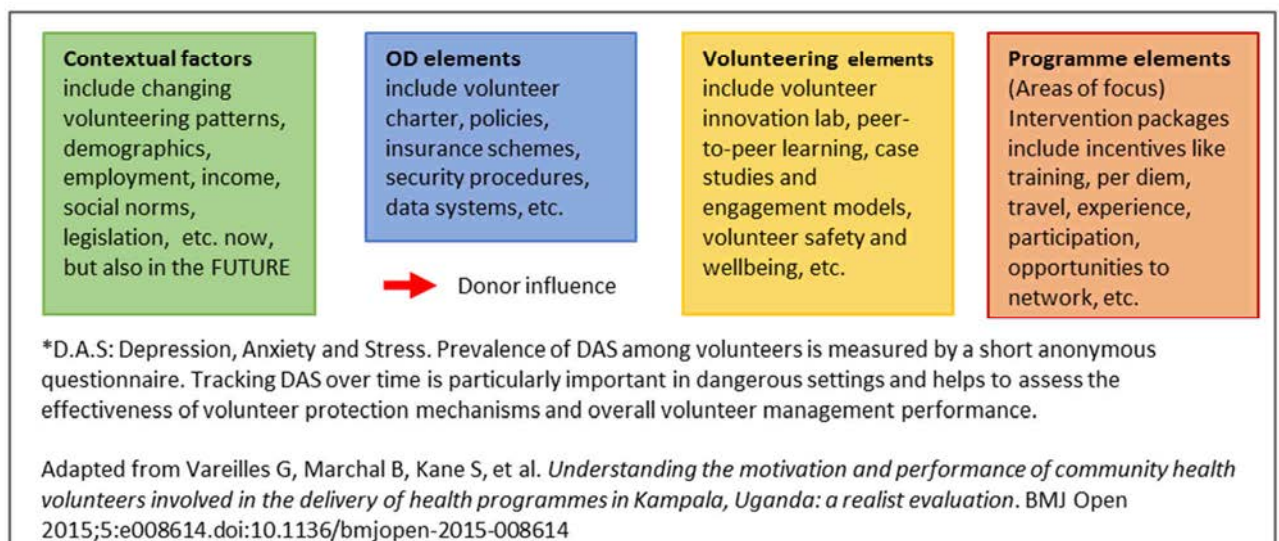 Contextual factors
include changing
volunteering patterns,
demographics,
employment, income,
social norms,
legislation, etc. now,
but also in the FUTURE
OD elements
include volunteer
charter, policies,
insurance schemes,
security procedures,
data systems, etc.
Donor influence
Volunteering elements
include volunteer
innovation lab, peer-
to-peer learning, case
studies and
engagement models,
volunteer safety and
wellbeing, etc.
Programme elements
(Areas of focus)
Intervention packages
include incentives like
training, per diem,
travel, experience,
participation,
opportunities to
network, etc.
*D.A.S: Depression, Anxiety and Stress. Prevalence of DAS among volunteers is measured by a short anonymous
questionnaire. Tracking DAS over time is particularly important in dangerous settings and helps to assess the
effectiveness of volunteer protection mechanisms and overall volunteer management performance.
Adapted from Vareilles G, Marchal B, Kane S, et al. Understanding the motivation and performance of community health
volunteers involved in the delivery of health programmes in Kampala, Uganda: a realist evaluation. BMJ Open
2015;5:e008614.doi:10.1136/bmjopen-2015-008614